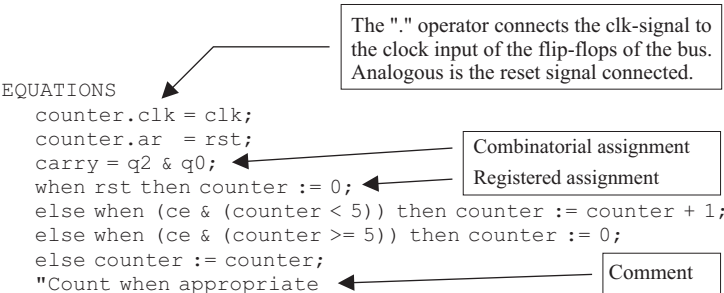 The "." operator connects the clk-signal to
the clock input of the flip-flops of the bus.
Analogous is the reset signal connected.
EQUATIONS
counter.clk = clk;
counter.ar = rst;
carry = q2 & q0;
Combinatorial assignment
when rst then counter := 0;
Registered assignment
else when (ce & (counter < 5)) then counter := counter + 1;
else when (ce & (counter >= 5)) then counter := 0;
else counter := counter;
"Count when appropriate
Comment